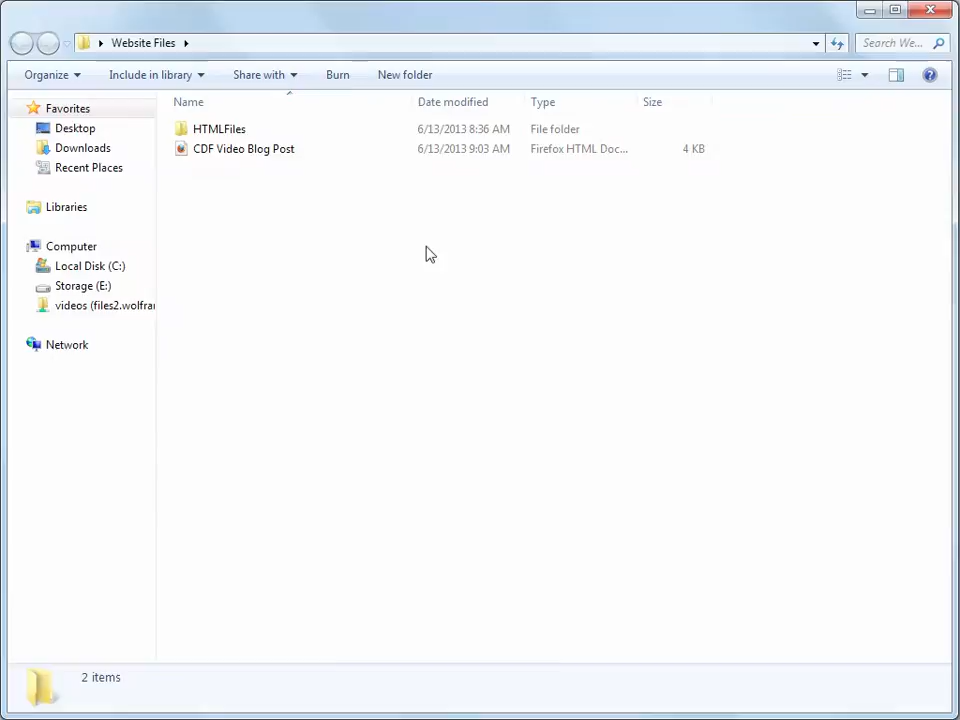 Website Files
Search We...
Organize
Include in library
Share with
Burn
New folder
Name
Date modified
Type
Size
Favorites
Desktop
Downloads
Recent Places
Libraries
Computer
Local Disk (C:)
Storage (E:)
videos (files2.wolfra
Network
HTMLFiles 6/13/2013 8:36 AM File folder
CDF Video Blog Post 6/13/2013 9:03 AM Firefox HTML Doc... 4 KB
2 items